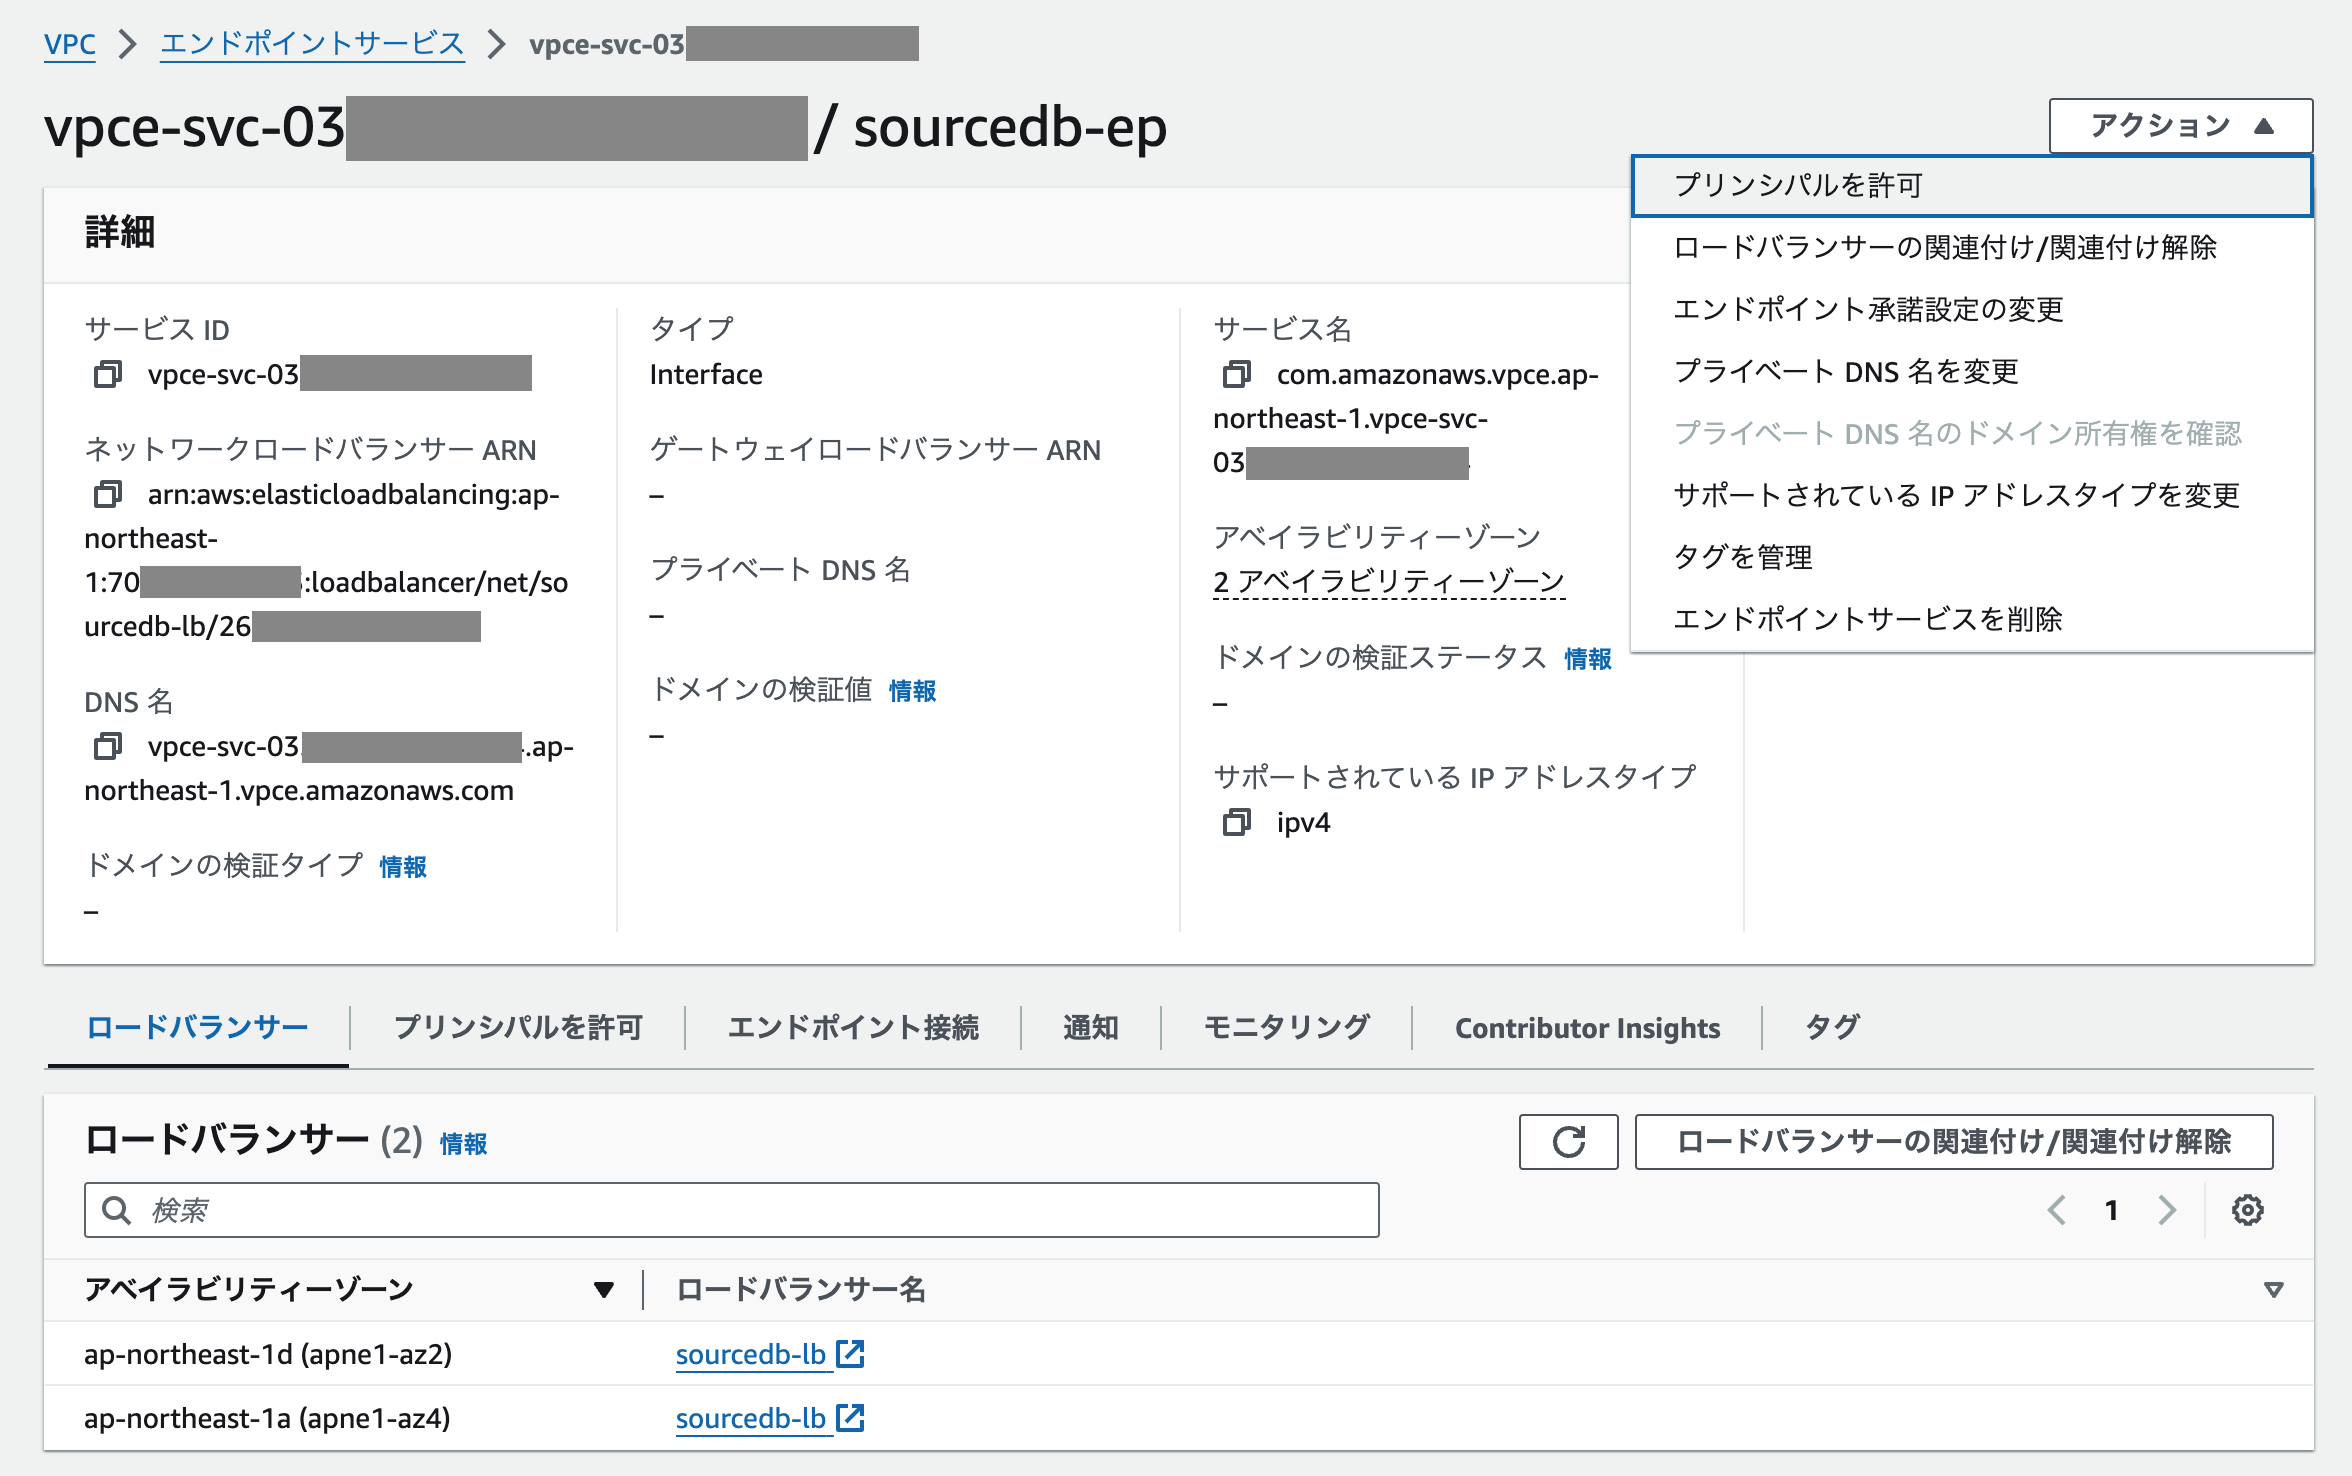 VPC > エンドポイントサービス > vpce-svc-03
vpce-svc-03 / sourcedb-ep
アクション ▲
プリンシパルを許可
ロードバランサーの関連付け/関連付け解除
エンドポイント承諾設定の変更
プライベート DNS 名を変更
プライベート DNS 名のドメイン所有権を確認
サポートされている IP アドレスタイプを変更
タグを管理
エンドポイントサービスを削除
詳細
サービス ID
vpce-svc-03
ネットワークロードバランサー ARN
arn:aws:elasticloadbalancing:ap-
northeast-
1:70 :loadbalancer/net/so
urcedb-lb/26
DNS 名
vpce-svc-03 .ap-
northeast-1.vpce.amazonaws.com
ドメインの検証タイプ 情報
–
タイプ
Interface
ゲートウェイロードバランサー ARN
–
プライベート DNS 名
–
ドメインの検証値 情報
–
サービス名
com.amazonaws.vpce.ap-
northeast-1.vpce-svc-
03
アベイラビリティーゾーン
2 アベイラビリティーゾーン
ドメインの検証ステータス 情報
–
サポートされている IP アドレスタイプ
ipv4
ロードバランサー
プリンシパルを許可
エンドポイント接続
通知
モニタリング
Contributor Insights
タグ
ロードバランサー (2) 情報
ロードバランサーの関連付け/関連付け解除
検索
1
アベイラビリティーゾーン ▼ ロードバランサー名 ▽
ap-northeast-1d (apne1-az2) sourcedb-lb
ap-northeast-1a (apne1-az4) sourcedb-lb